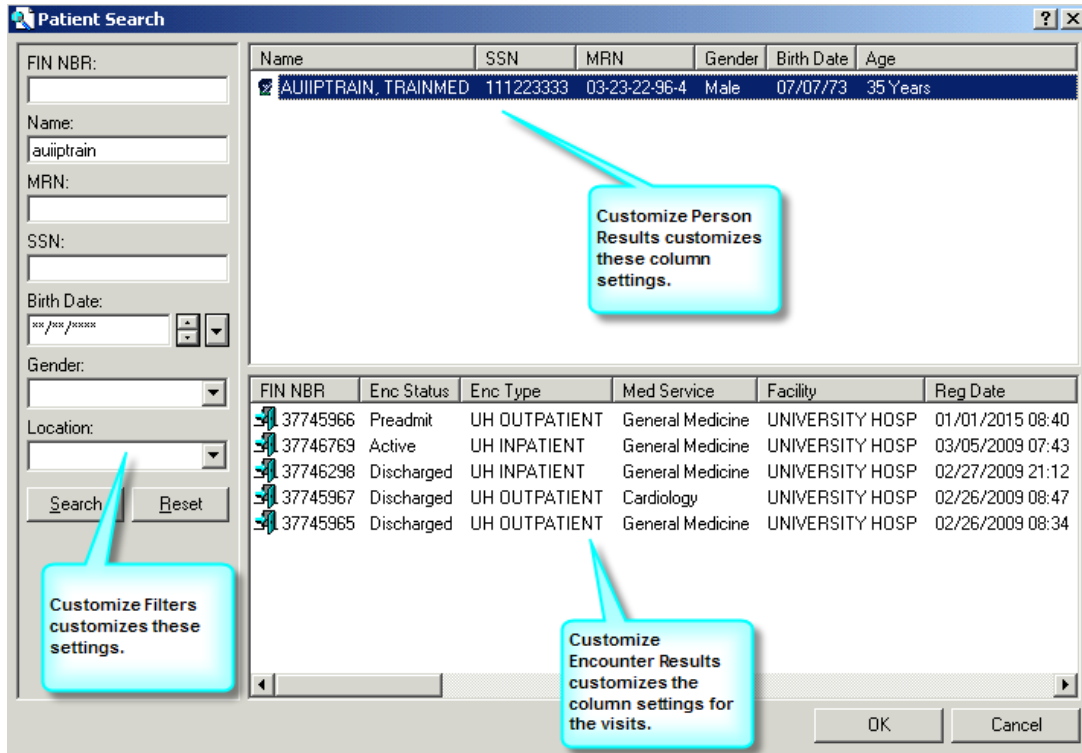 Patient Search
FIN NBR:
Name:
auiiptrain
MRN:
SSN:
Birth Date:
**/**/****
Gender:
Location:
Search Reset
Customize Filters
customizes these
settings.
Name SSN MRN Gender Birth Date Age
AUIIPTRAIN, TRAINMED 111223333 03-23-22-96-4 Male 07/07/73 35 Years
Customize Person
Results customizes
these column
settings.
FIN NBR Enc Status Enc Type Med Service Facility Reg Date
37745966 Preadmit UH OUTPATIENT General Medicine UNIVERSITY HOSP 01/01/2015 08:40
37746769 Active UH INPATIENT General Medicine UNIVERSITY HOSP 03/05/2009 07:43
37746298 Discharged UH INPATIENT General Medicine UNIVERSITY HOSP 02/27/2009 21:12
37745967 Discharged UH OUTPATIENT Cardiology UNIVERSITY HOSP 02/26/2009 08:47
37745965 Discharged UH OUTPATIENT General Medicine UNIVERSITY HOSP 02/26/2009 08:34
Customize
Encounter Results
customizes the
column settings for
the visits.
OK Cancel